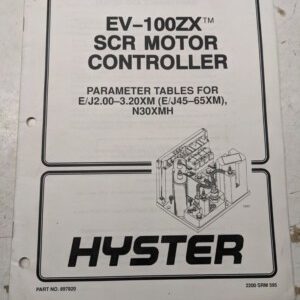 EV–100ZX™
SCR MOTOR
CONTROLLER
PARAMETER TABLES FOR
E/J2.00–3.20XM (E/J45–65XM),
N30XMH
HYSTER
PART NO. 897920
2200 SRM 595